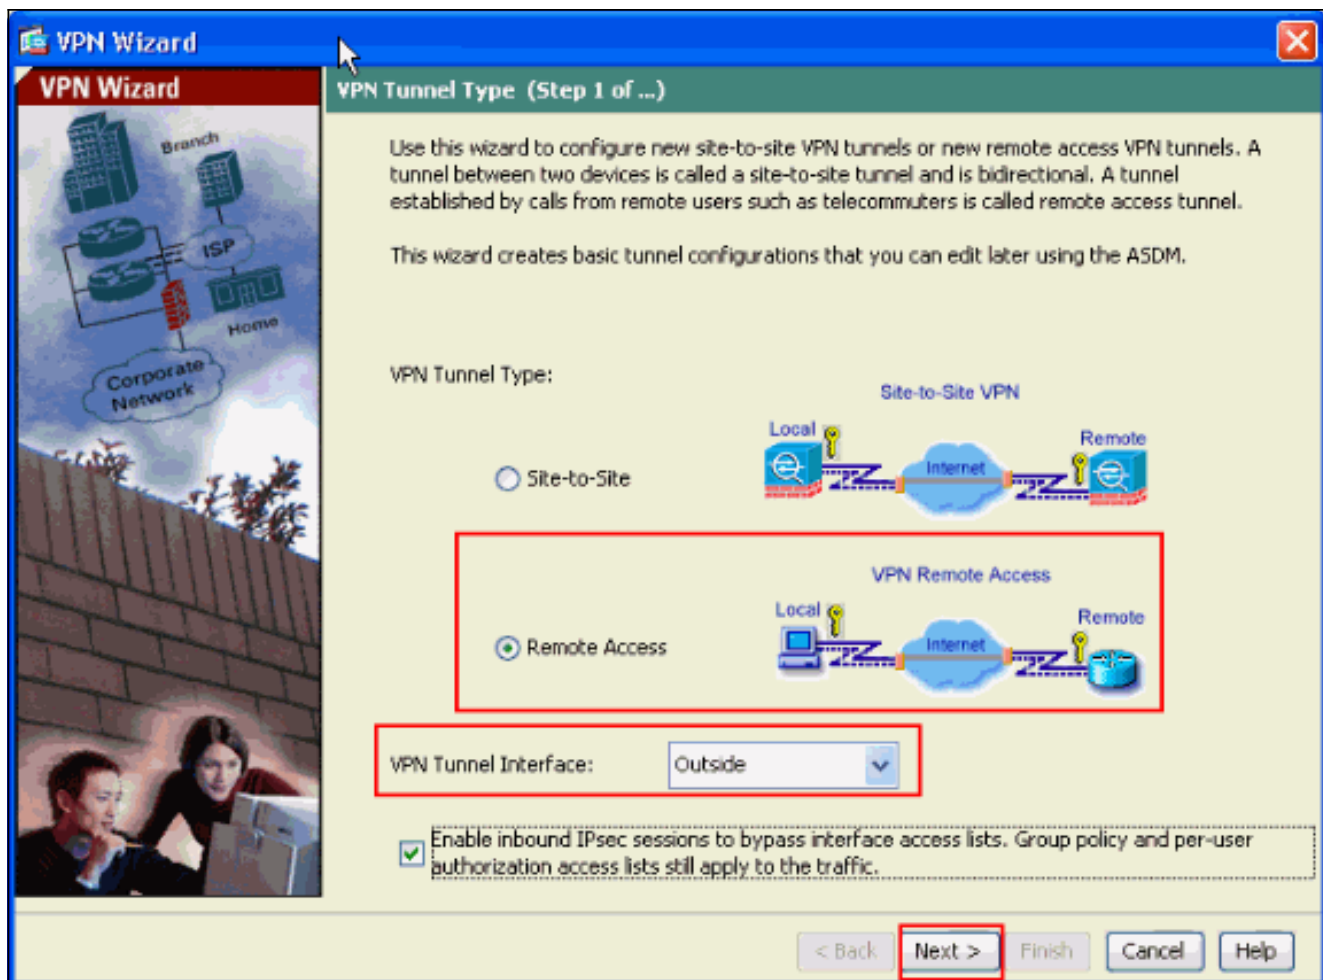 VPN Wizard
VPN Wizard
Branch
ISP
Home
Corporate
Network
VPN Tunnel Type (Step 1 of ...)
Use this wizard to configure new site-to-site VPN tunnels or new remote access VPN tunnels. A
tunnel between two devices is called a site-to-site tunnel and is bidirectional. A tunnel
established by calls from remote users such as telecommuters is called remote access tunnel.
This wizard creates basic tunnel configurations that you can edit later using the ASDM.
VPN Tunnel Type:
Site-to-Site VPN
Local
Remote
Site-to-Site
Internet
VPN Remote Access
Local
Remote
Remote Access
Internet
VPN Tunnel Interface:
Outside
Enable inbound IPsec sessions to bypass interface access lists. Group policy and per-user
authorization access lists still apply to the traffic.
< Back
Next >
Finish
Cancel
Help